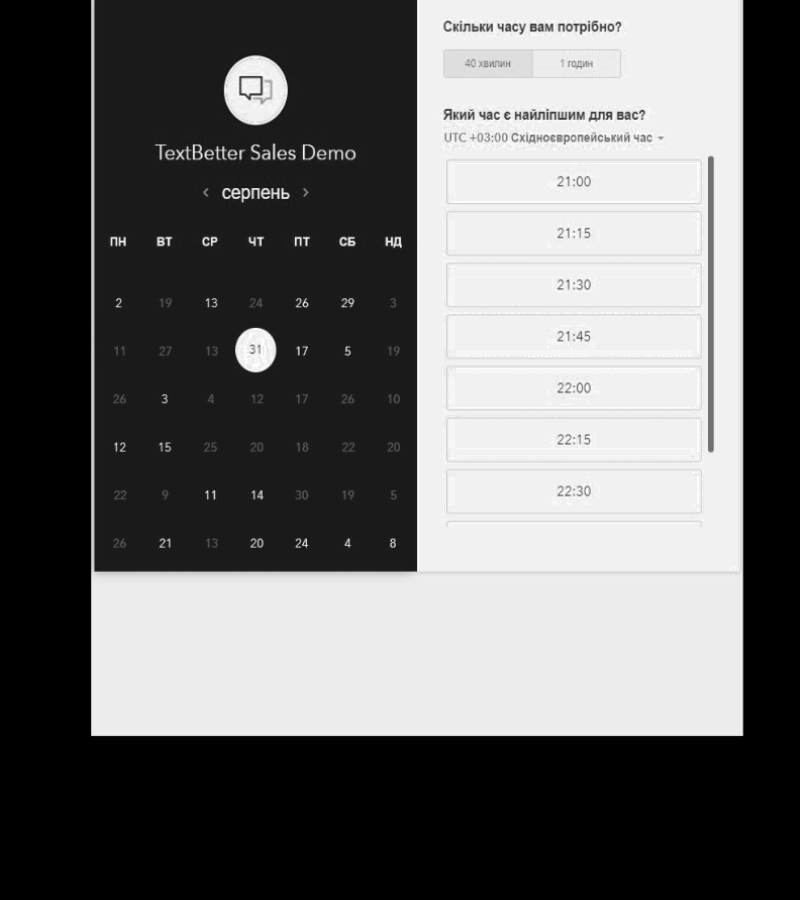 TextBetter Sales Demo
‹ серпень ›
ПН ВТ СР ЧТ ПТ СБ НД
2 19 13 24 26 29 3
11 27 13 31 17 5 19
26 3 4 12 17 26 10
12 15 25 20 18 22 20
22 9 11 14 30 19 5
26 21 13 20 24 4 8
Скільки часу вам потрібно?
40 хвилин 1 годин
Який час є найліпшим для вас?
UTC +03:00 Східноєвропейський час
21:00
21:15
21:30
21:45
22:00
22:15
22:30